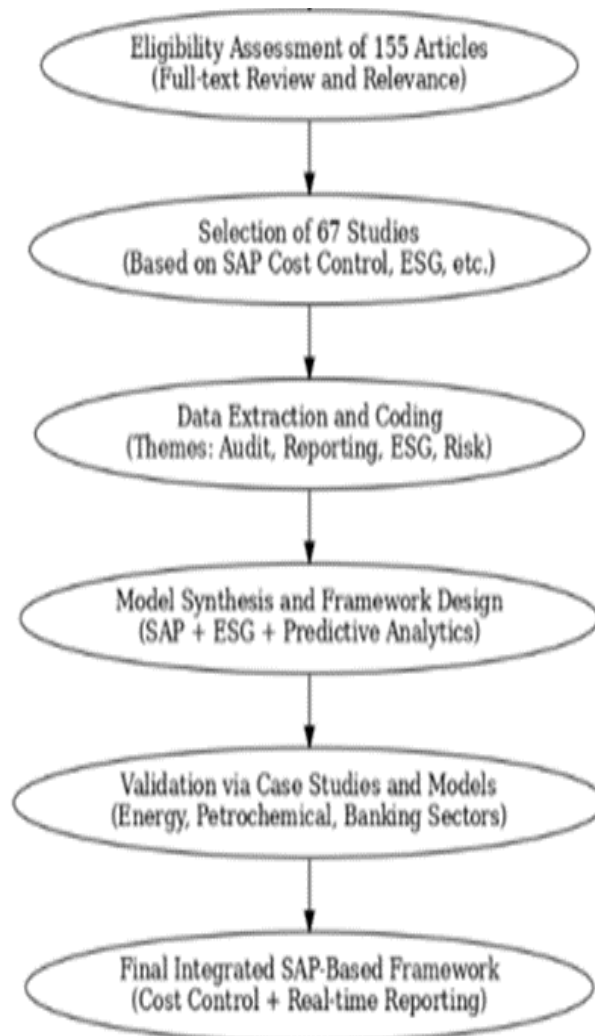 Eligibility Assessment of 155 Articles
(Full-text Review and Relevance)
Selection of 67 Studies
(Based on SAP Cost Control, ESG, etc.)
Data Extraction and Coding
(Themes: Audit, Reporting, ESG, Risk)
Model Synthesis and Framework Design
(SAP + ESG + Predictive Analytics)
Validation via Case Studies and Models
(Energy, Petrochemical, Banking Sectors)
Final Integrated SAP-Based Framework
(Cost Control + Real-time Reporting)